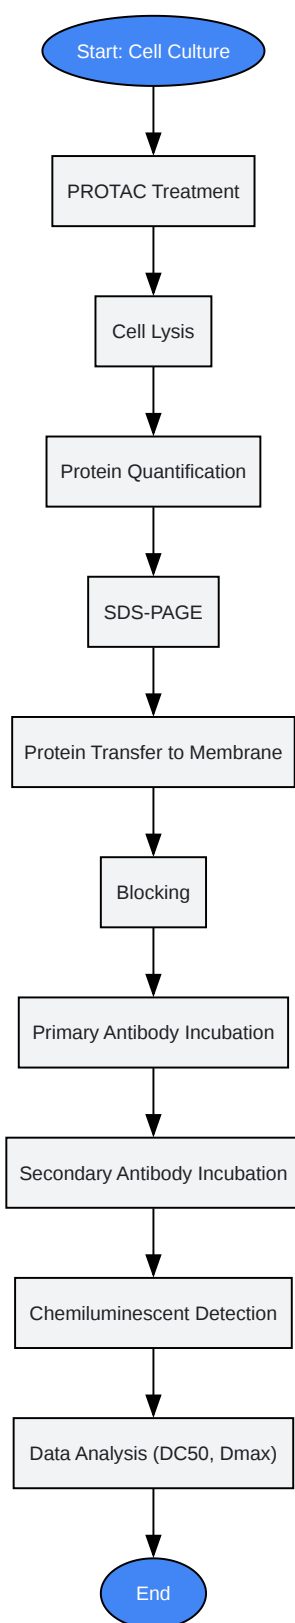 Start: Cell Culture
PROTAC Treatment
Cell Lysis
Protein Quantification
SDS-PAGE
Protein Transfer to Membrane
Blocking
Primary Antibody Incubation
Secondary Antibody Incubation
Chemiluminescent Detection
Data Analysis (DC50, Dmax)
End